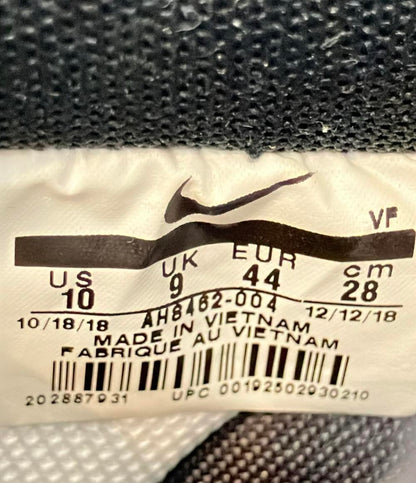 VF
US UK EUR cm
10 9 44 28
10/18/18 AH8462-004 12/12/18
MADE IN VIETNAM
FABRIQUE AU VIETNAM
202887931 UPC 00192502930210